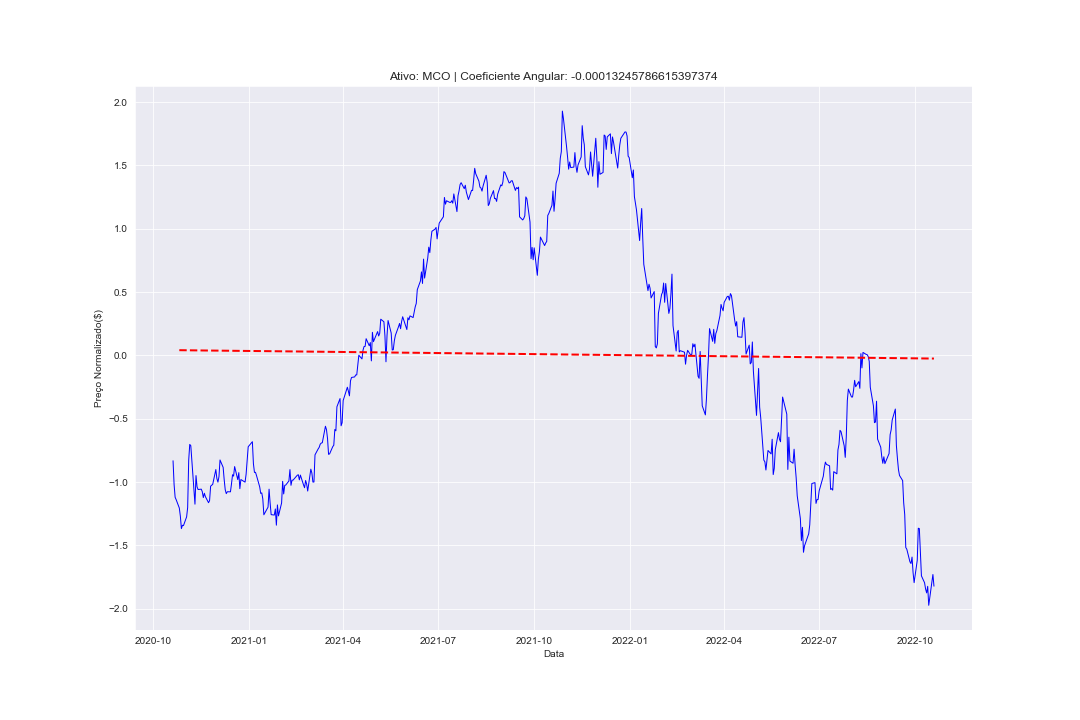 Ativo: MCO | Coeficiente Angular: -0.00013245786615397374
2.0
1.5
1.0
0.5
0.0
−0.5
−1.0
−1.5
−2.0
Preço Normalizado($)
2020-10 2021-01 2021-04 2021-07 2021-10 2022-01 2022-04 2022-07 2022-10
Data